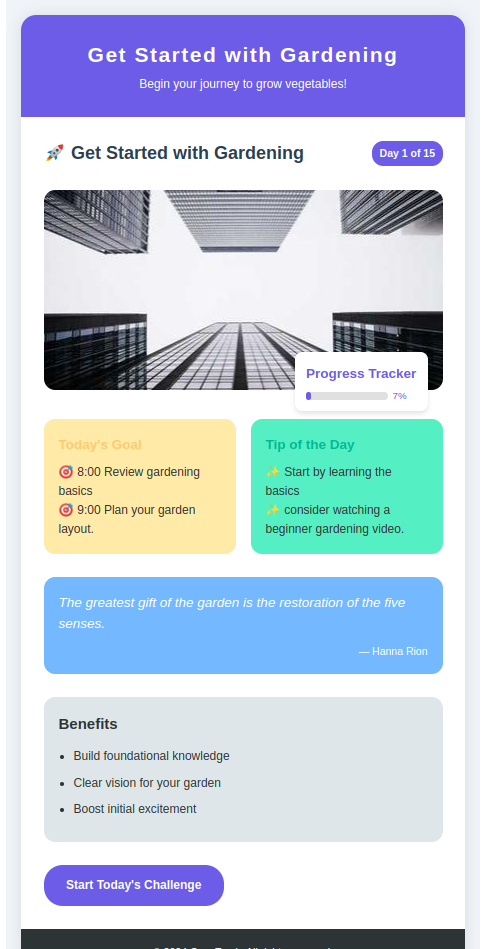 Get Started with Gardening
Begin your journey to grow vegetables!
🚀 Get Started with Gardening
Day 1 of 15
Progress Tracker
7%
Today's Goal
🎯 8:00 Review gardening
basics
🎯 9:00 Plan your garden
layout.
Tip of the Day
✨ Start by learning the
basics
✨ consider watching a
beginner gardening video.
The greatest gift of the garden is the restoration of the five
senses.
— Hanna Rion
Benefits
• Build foundational knowledge
• Clear vision for your garden
• Boost initial excitement
Start Today's Challenge